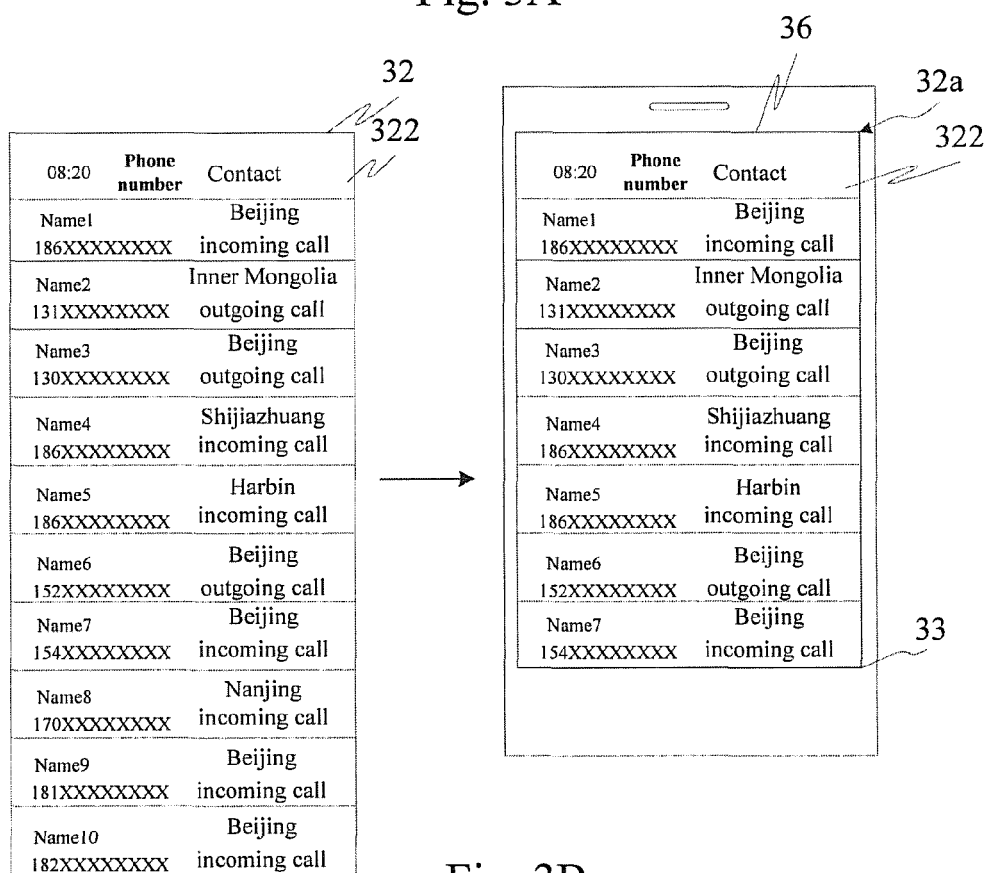 Fig. 3A
36
32
32a
322
322
08:20 Phone number Contact
Name1 Beijing
186XXXXXXXX incoming call
Name2 Inner Mongolia
131XXXXXXXX outgoing call
Name3 Beijing
130XXXXXXXX outgoing call
Name4 Shijiazhuang
186XXXXXXXX incoming call
Name5 Harbin
186XXXXXXXX incoming call
Name6 Beijing
152XXXXXXXX outgoing call
Name7 Beijing
154XXXXXXXX incoming call
Name8 Nanjing
170XXXXXXXX incoming call
Name9 Beijing
181XXXXXXXX incoming call
Name10 Beijing
182XXXXXXXX incoming call
08:20 Phone number Contact
Name1 Beijing
186XXXXXXXX incoming call
Name2 Inner Mongolia
131XXXXXXXX outgoing call
Name3 Beijing
130XXXXXXXX outgoing call
Name4 Shijiazhuang
186XXXXXXXX incoming call
Name5 Harbin
186XXXXXXXX incoming call
Name6 Beijing
152XXXXXXXX outgoing call
Name7 Beijing
154XXXXXXXX incoming call
33